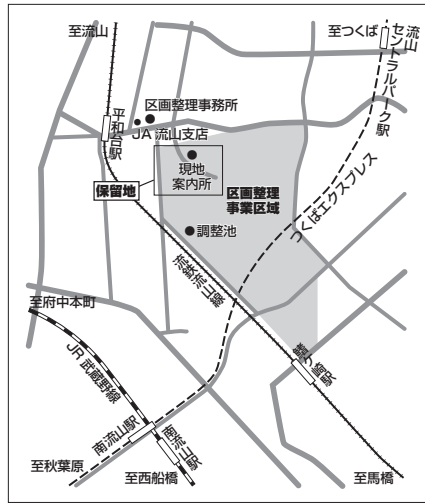 至流山
至つくば
流山
セントラルパーク駅
区画整理事務所
JA 流山支店
平和台駅
現地
案内所
保留地
区画整理
事業区域
つくばエクスプレス
調整池
流鉄流山線
至府中本町
JR 武蔵野線
鰭ヶ崎駅
南流山駅
南流山駅
至秋葉原
至西船橋
至馬橋